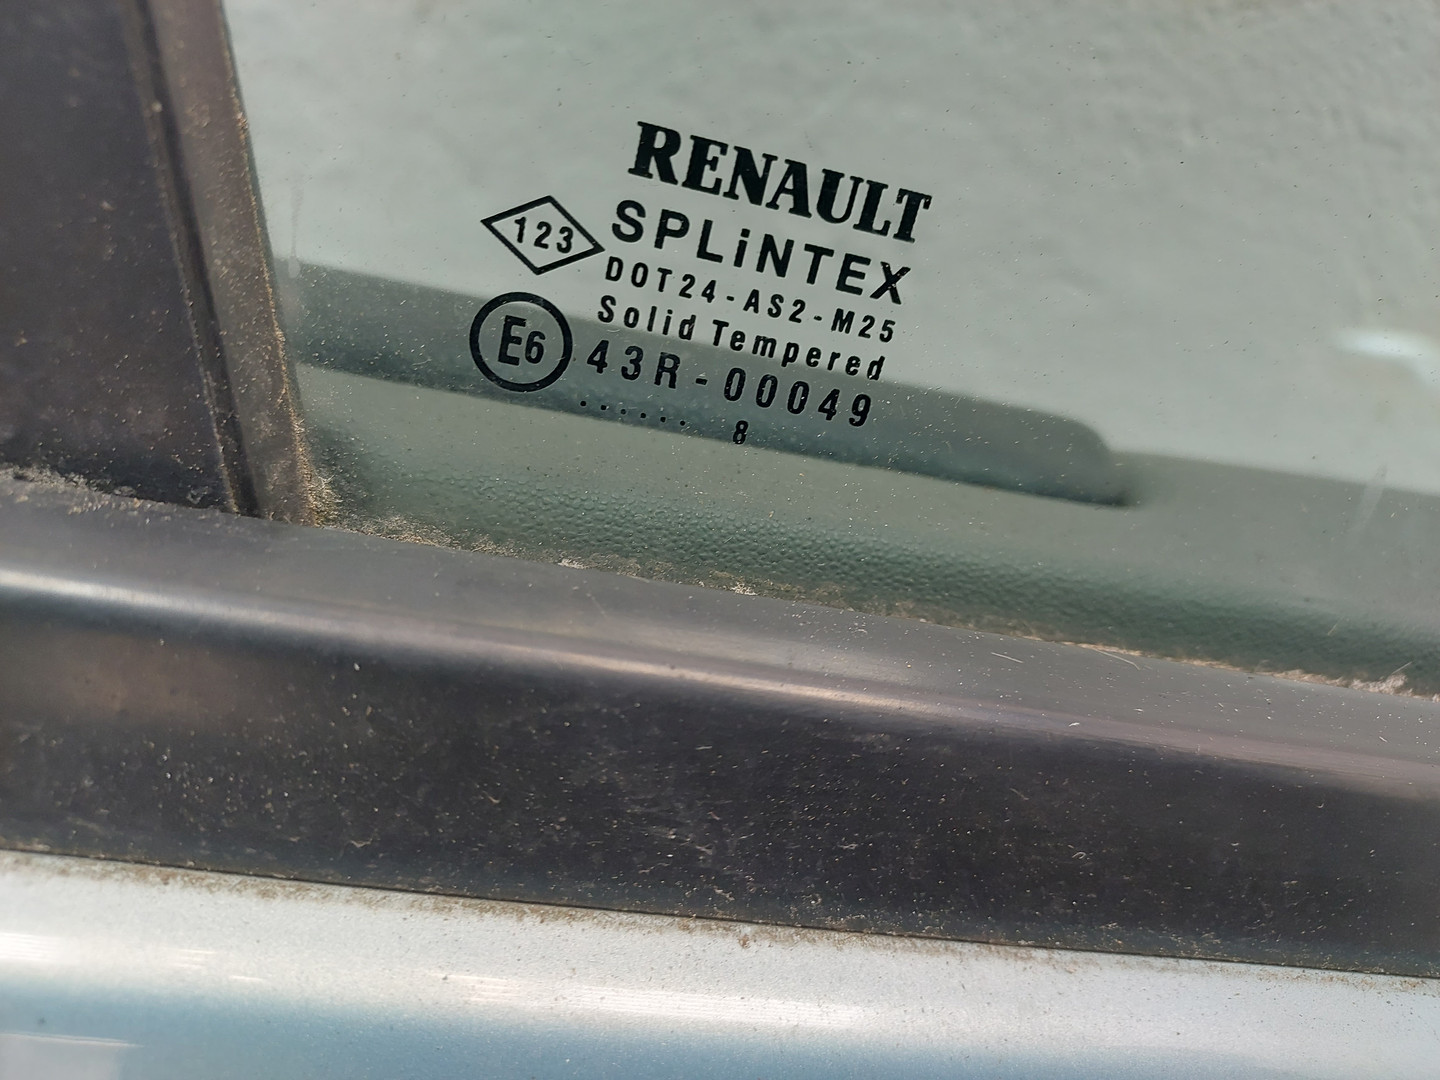 RENAULT
123
SPLiNTEX
DOT24-AS2-M25
Solid Tempered
E6
43R-00049
...... 8